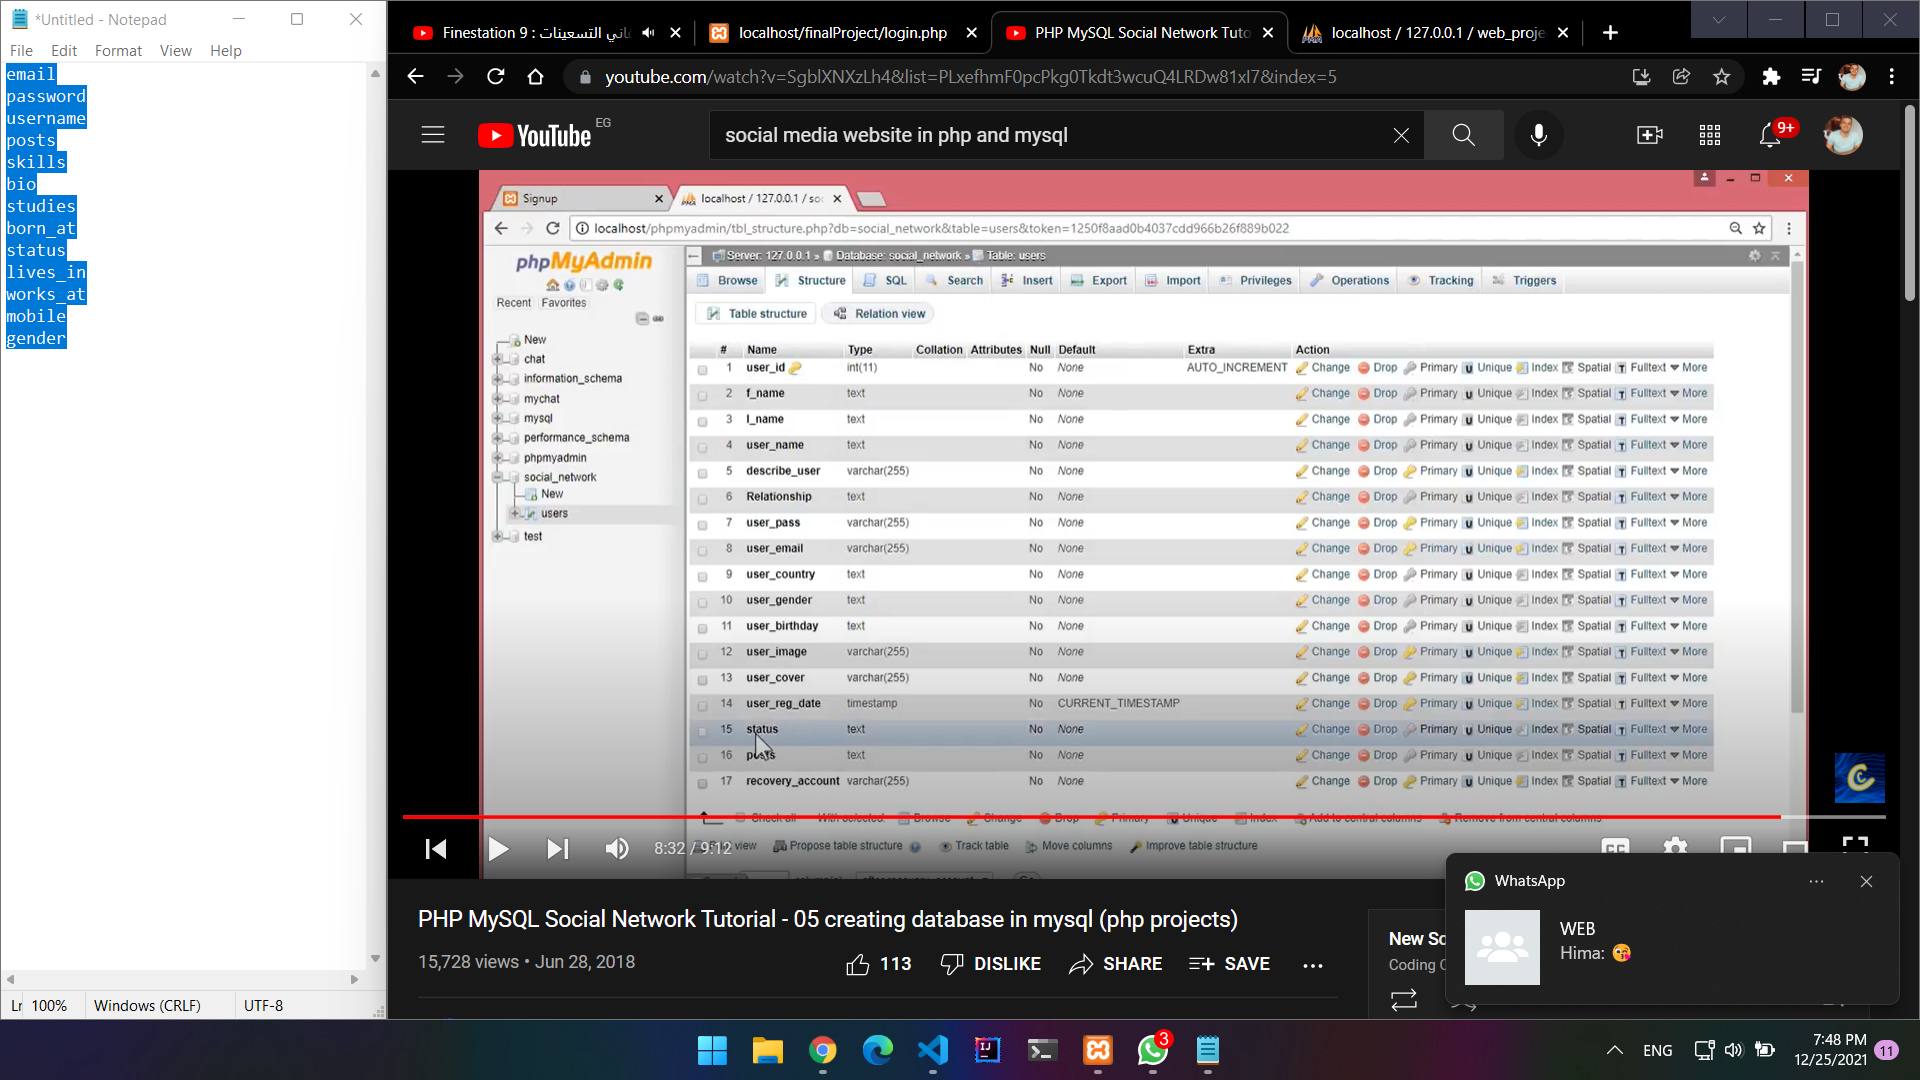 *Untitled - Notepad
File Edit Format View Help
email
password
username
posts
skills
bio
studies
born_at
status
lives_in
works_at
mobile
gender
100% Windows (CRLF) UTF-8
Finestation 9 :
localhost/finalProject/login.php
PHP MySQL Social Network Tuto
localhost / 127.0.0.1 / web_proje
youtube.com/watch?v=SgblXNXzLh4&list=PLxefhmF0pcPkg0Tkdt3wcuQ4LRDw81xI7&index=5
YouTube EG
social media website in php and mysql
9+
Signup
localhost / 127.0.0.1 / soc
localhost/phpmyadmin/tbl_structure.php?db=social_network&table=users&token=1250f8aad0b4037cdd966b26f889b022
phpMyAdmin
Recent Favorites
New
chat
information_schema
mychat
mysql
performance_schema
phpmyadmin
social_network
New
users
test
Server: 127.0.0.1 » Database: social_network » Table: users
Browse Structure SQL Search Insert Export Import Privileges Operations Tracking Triggers
Table structure Relation view
# Name Type Collation Attributes Null Default Extra Action
1 user_id int(11) No None AUTO_INCREMENT Change Drop Primary Unique Index Spatial Fulltext More
2 f_name text No None Change Drop Primary Unique Index Spatial Fulltext More
3 l_name text No None Change Drop Primary Unique Index Spatial Fulltext More
4 user_name text No None Change Drop Primary Unique Index Spatial Fulltext More
5 describe_user varchar(255) No None Change Drop Primary Unique Index Spatial Fulltext More
6 Relationship text No None Change Drop Primary Unique Index Spatial Fulltext More
7 user_pass varchar(255) No None Change Drop Primary Unique Index Spatial Fulltext More
8 user_email varchar(255) No None Change Drop Primary Unique Index Spatial Fulltext More
9 user_country text No None Change Drop Primary Unique Index Spatial Fulltext More
10 user_gender text No None Change Drop Primary Unique Index Spatial Fulltext More
11 user_birthday text No None Change Drop Primary Unique Index Spatial Fulltext More
12 user_image varchar(255) No None Change Drop Primary Unique Index Spatial Fulltext More
13 user_cover varchar(255) No None Change Drop Primary Unique Index Spatial Fulltext More
14 user_reg_date timestamp No CURRENT_TIMESTAMP Change Drop Primary Unique Index Spatial Fulltext More
15 status text No None Change Drop Primary Unique Index Spatial Fulltext More
16 posts text No None Change Drop Primary Unique Index Spatial Fulltext More
17 recovery_account varchar(255) No None Change Drop Primary Unique Index Spatial Fulltext More
Check all With selected: Browse Change Drop Primary Unique Index Add to central columns Remove from central columns
view Propose table structure Track table Move columns Improve table structure
8:32 / 9:12
CC
PHP MySQL Social Network Tutorial - 05 creating database in mysql (php projects)
15,728 views • Jun 28, 2018
113 DISLIKE SHARE SAVE
New So
Coding C
WhatsApp
WEB
Hima: 😘
3
ENG
7:48 PM
12/25/2021
11